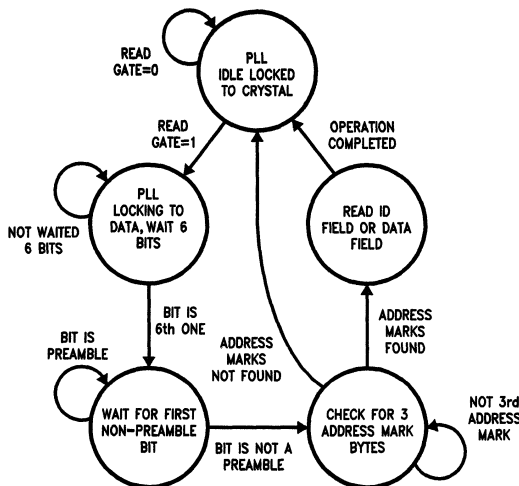 READ
GATE=0
PLL
IDLE LOCKED
TO CRYSTAL
READ
GATE=1
OPERATION
COMPLETED
PLL
LOCKING TO
DATA, WAIT 6
BITS
NOT WAITED
6 BITS
READ ID
FIELD OR DATA
FIELD
BIT IS
6th ONE
BIT IS
PREAMBLE
ADDRESS
MARKS
NOT FOUND
ADDRESS
MARKS
FOUND
WAIT FOR FIRST
NON-PREAMBLE
BIT
BIT IS NOT A
PREAMBLE
CHECK FOR 3
ADDRESS MARK
BYTES
NOT 3rd
ADDRESS
MARK